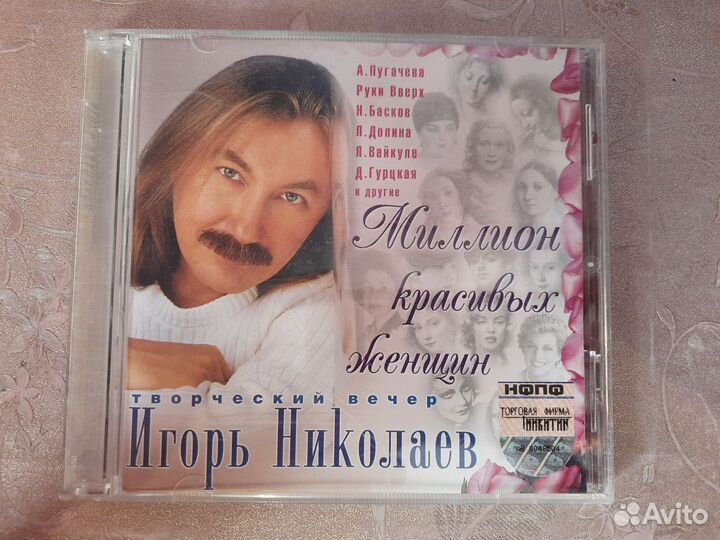 А.Пугачева
Руки Вверх
Н.Басков
Л.Долина
Л.Вайкуле
Д.Гурцкая
и другие
Миллион
красивых
женщин
творческий вечер
Игорь Николаев
ТОРГОВАЯ ФИРМА
НИКИТИН
Avito